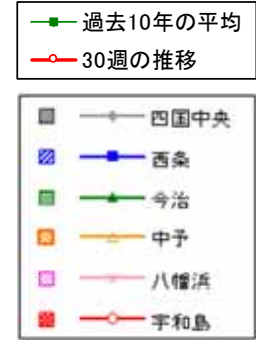 過去10年の平均
30週の推移
四国中央
西条
今治
中予
八幡浜
宇和島